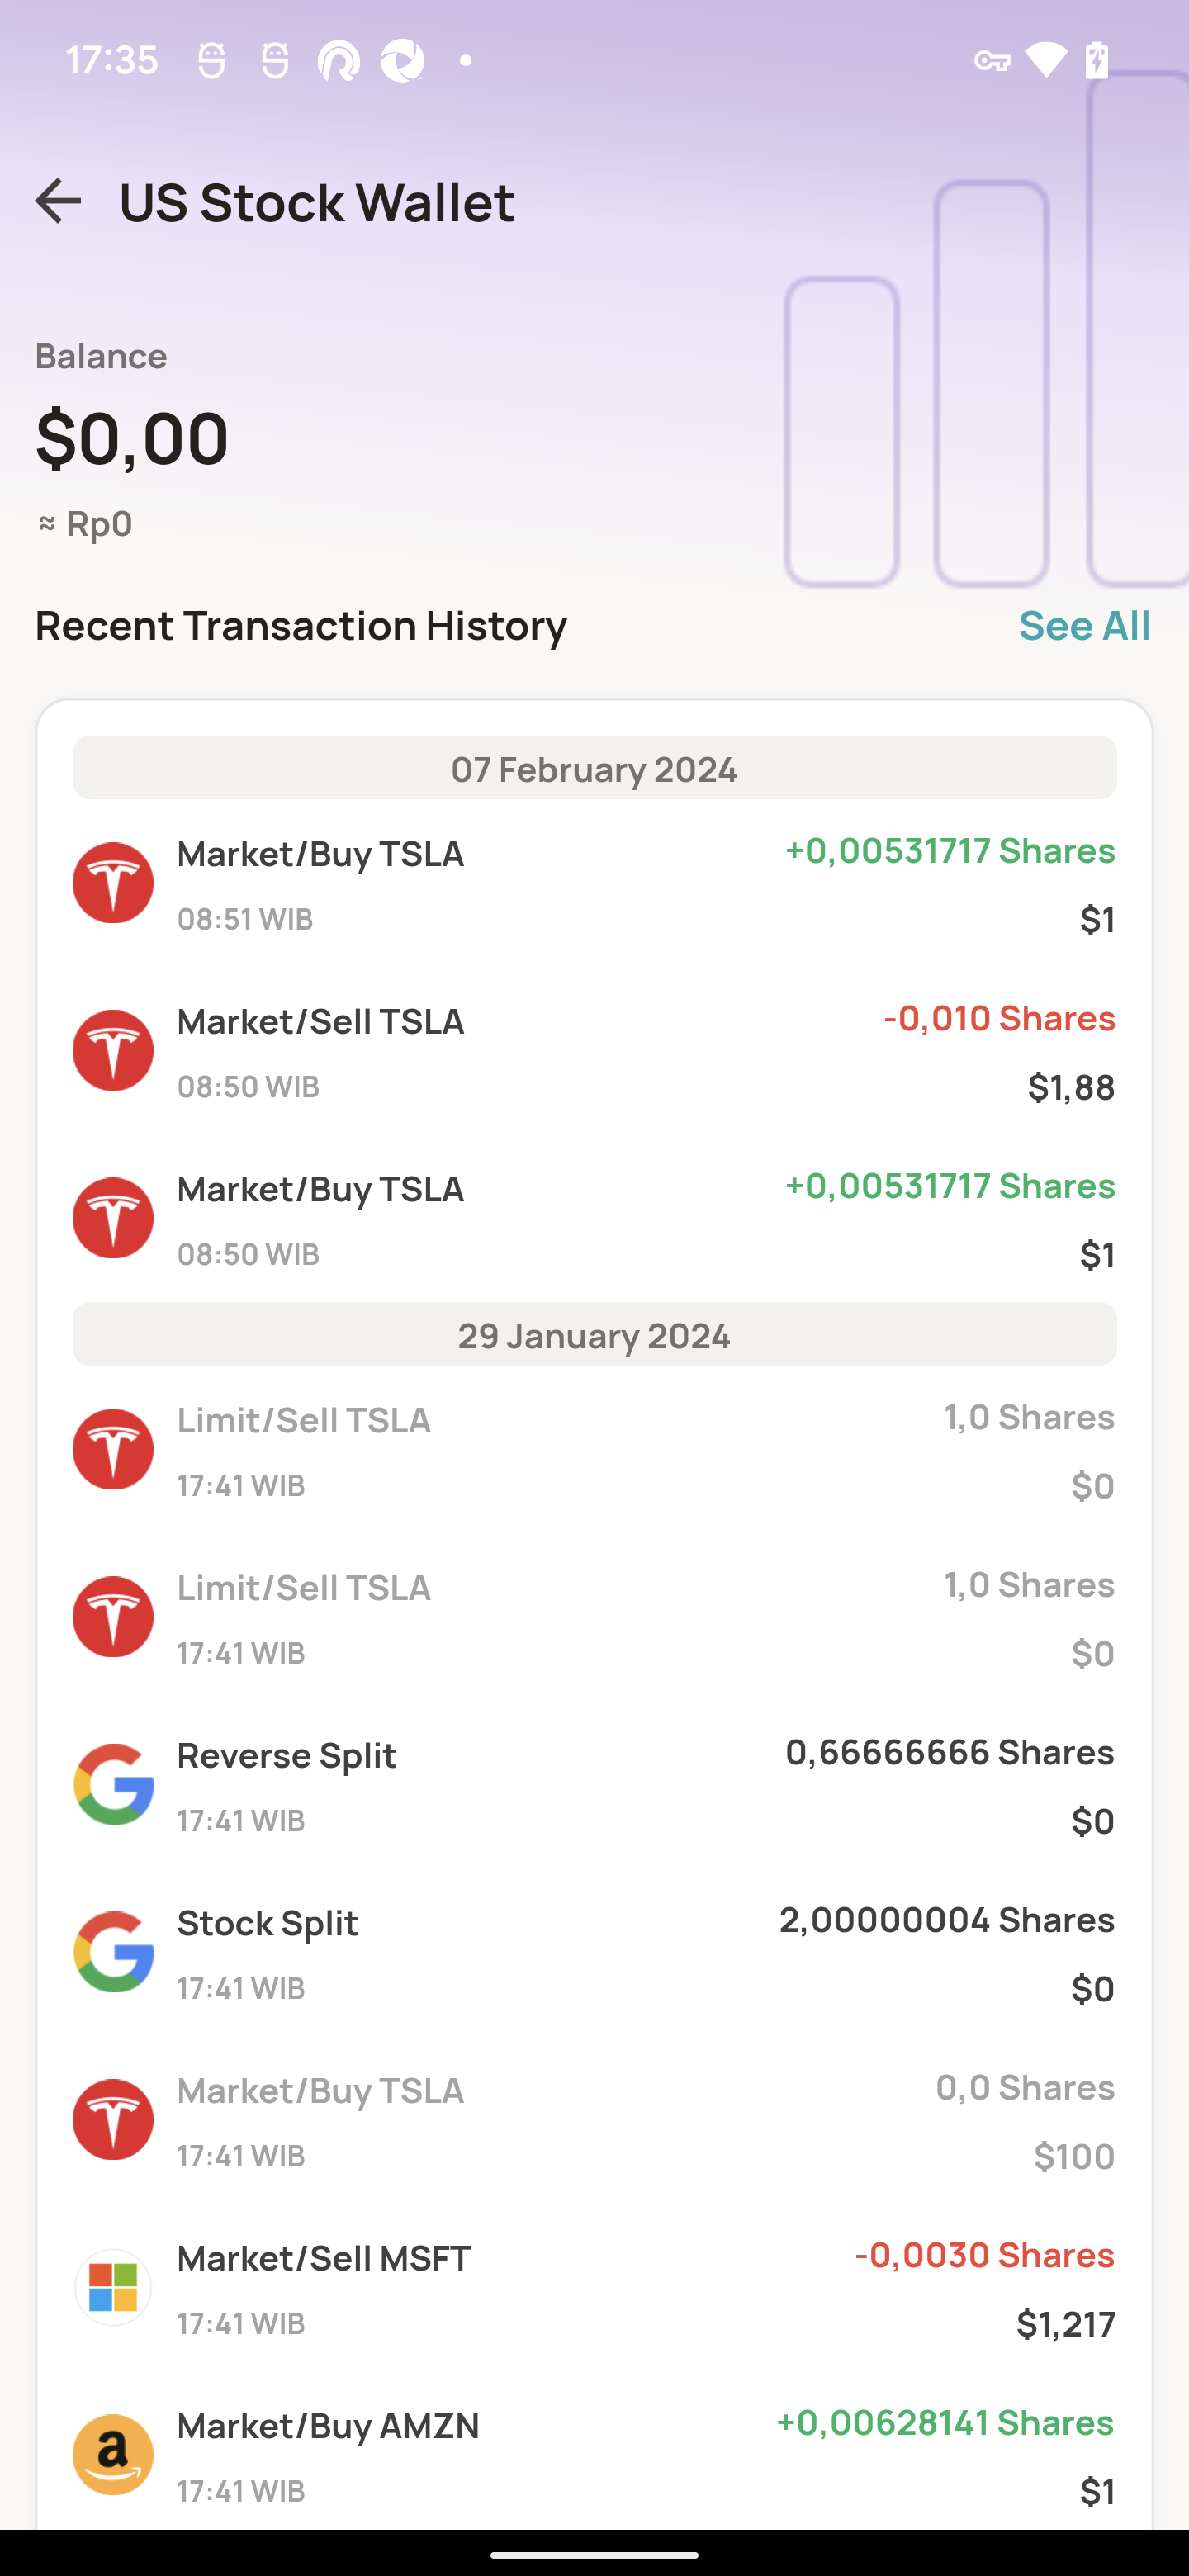 17:35
US Stock Wallet
Balance
$0,00
≈ Rp0
Recent Transaction History See All
07 February 2024
Market/Buy TSLA +0,00531717 Shares
08:51 WIB $1
Market/Sell TSLA -0,010 Shares
08:50 WIB $1,88
Market/Buy TSLA +0,00531717 Shares
08:50 WIB $1
29 January 2024
Limit/Sell TSLA 1,0 Shares
17:41 WIB $0
Limit/Sell TSLA 1,0 Shares
17:41 WIB $0
Reverse Split 0,66666666 Shares
17:41 WIB $0
Stock Split 2,00000004 Shares
17:41 WIB $0
Market/Buy TSLA 0,0 Shares
17:41 WIB $100
Market/Sell MSFT -0,0030 Shares
17:41 WIB $1,217
Market/Buy AMZN +0,00628141 Shares
17:41 WIB $1